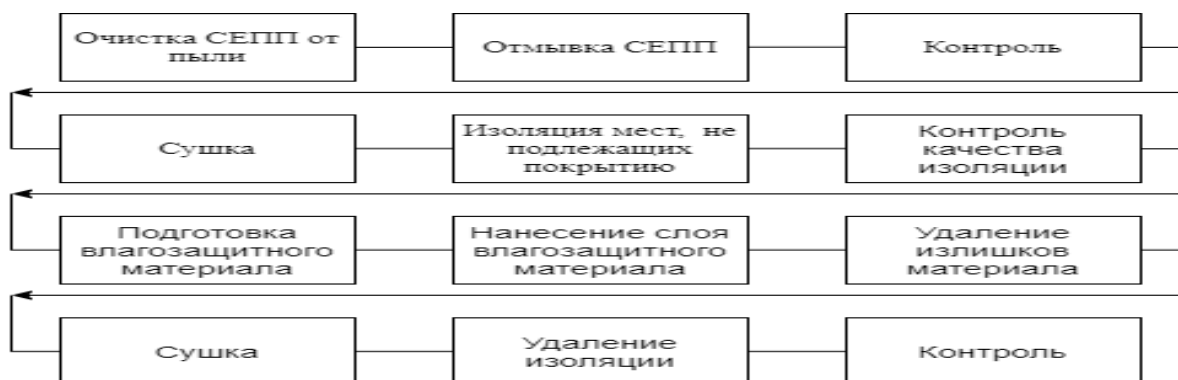 Очистка СЕПП от
пыли
Отмывка СЕПП
Контроль
Сушка
Изоляция мест, не
подлежащих
покрытию
Контроль
качества
изоляции
Подготовка
влагозащитного
материала
Нанесение слоя
влагозащитного
материала
Удаление
излишков
материала
Сушка
Удаление
изоляции
Контроль